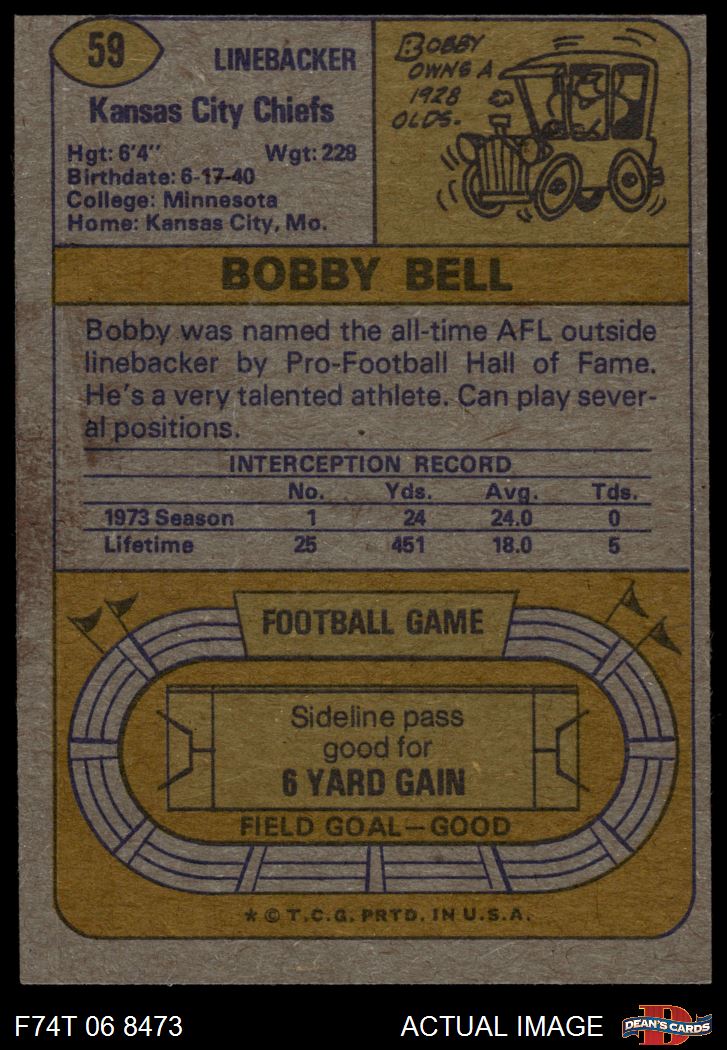 59
LINEBACKER
Kansas City Chiefs
Hgt: 6'4" Wgt: 228
Birthdate: 6-17-40
College: Minnesota
Home: Kansas City, Mo.
BOBBY
OWNS A
1928
OLDS.
BOBBY BELL
Bobby was named the all-time AFL outside
linebacker by Pro-Football Hall of Fame.
He's a very talented athlete. Can play sever-
al positions.
INTERCEPTION RECORD
No. Yds. Avg. Tds.
1973 Season 1 24 24.0 0
Lifetime 25 451 18.0 5
FOOTBALL GAME
Sideline pass
good for
6 YARD GAIN
FIELD GOAL—GOOD
* © T.C.G. PRTD. IN U.S.A.
F74T 06 8473 ACTUAL IMAGE
D
DEAN'S CARDS